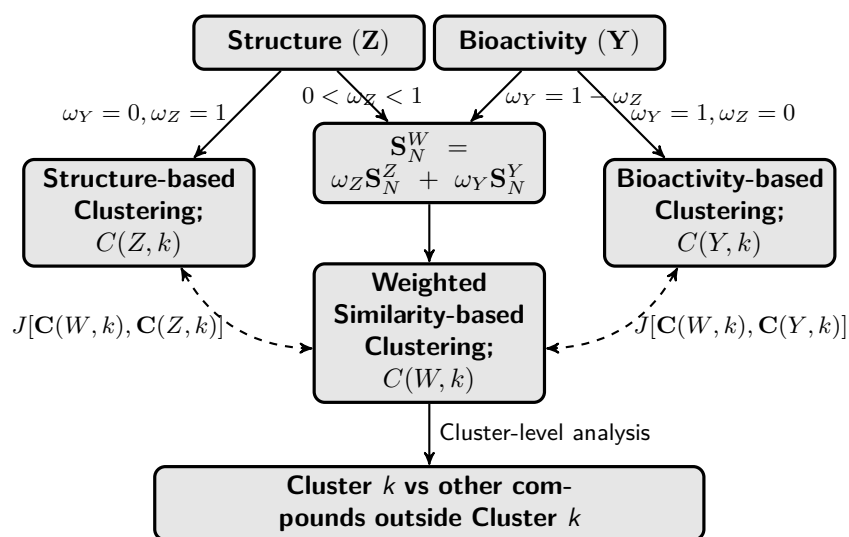 Structure (Z)
Bioactivity (Y)
ω_Y = 0, ω_Z = 1
0 < ω_Z < 1
ω_Y = 1 − ω_Z
ω_Y = 1, ω_Z = 0
S_N^W =
ω_Z S_N^Z + ω_Y S_N^Y
Structure-based
Clustering;
C(Z, k)
Bioactivity-based
Clustering;
C(Y, k)
Weighted
Similarity-based
Clustering;
C(W, k)
J[C(W, k), C(Z, k)]
J[C(W, k), C(Y, k)]
Cluster-level analysis
Cluster k vs other com-
pounds outside Cluster k